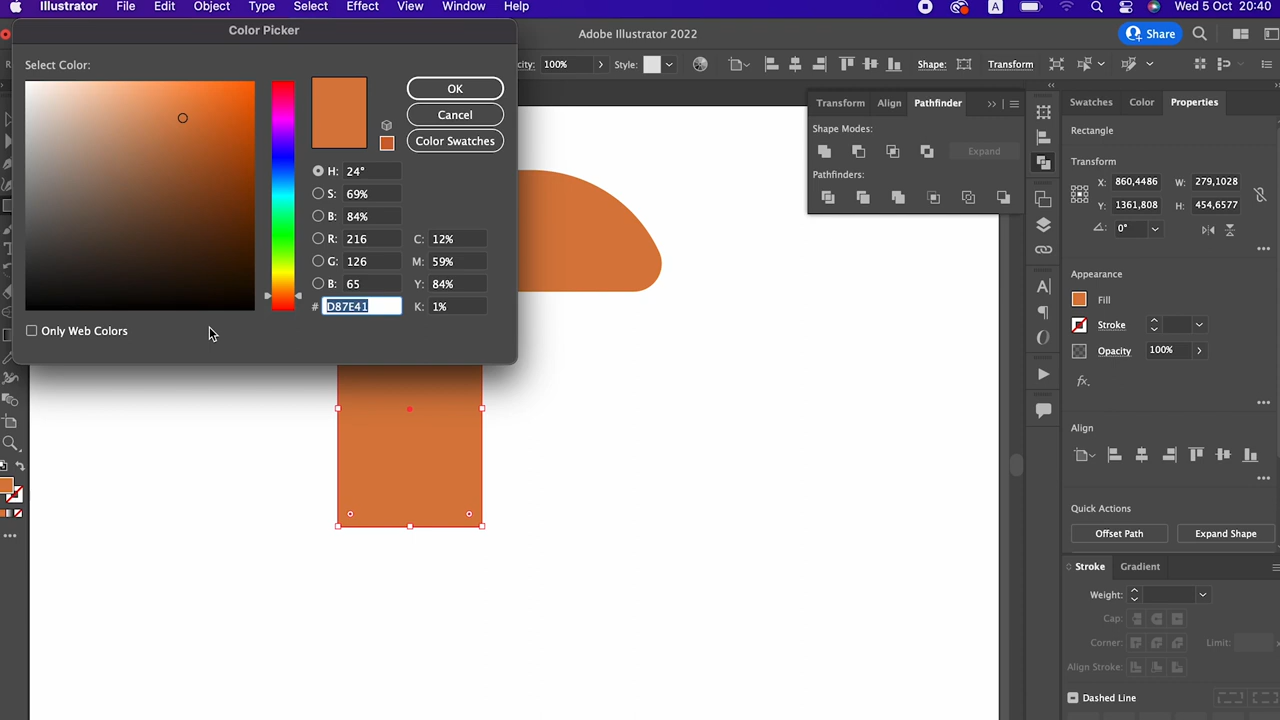 Illustrator File Edit Object Type Select Effect View Window Help A Wed 5 Oct 20:40
Color Picker
Adobe Illustrator 2022
Share
Select Color:
OK
Cancel
Color Swatches
H: 24°
S: 69%
B: 84%
R: 216
G: 126
B: 65
# D87E41
C: 12%
M: 59%
Y: 84%
K: 1%
Only Web Colors
city: 100%
Style:
Shape:
Transform
Transform Align Pathfinder
Shape Modes:
Expand
Pathfinders:
Swatches Color Properties
Rectangle
Transform
X: 860,4486 W: 279,1028
Y: 1361,808 H: 454,6577
0°
Appearance
Fill
Stroke
Opacity 100%
fx.
Align
Quick Actions
Offset Path Expand Shape
Stroke Gradient
Weight:
Cap:
Corner: Limit:
Align Stroke:
Dashed Line